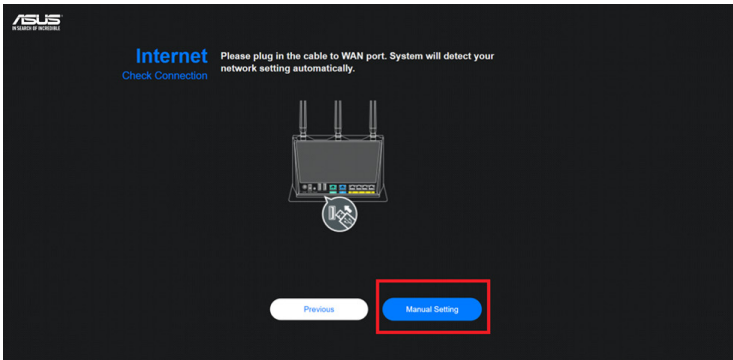 ASUS
IN SEARCH OF INCREDIBLE
Internet
Check Connection
Please plug in the cable to WAN port. System will detect your
network setting automatically.
Previous
Manual Setting